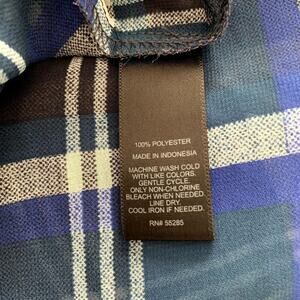 100% POLYESTER
MADE IN INDONESIA
MACHINE WASH COLD
WITH LIKE COLORS.
GENTLE CYCLE.
ONLY NON-CHLORINE
BLEACH WHEN NEEDED.
LINE DRY.
COOL IRON IF NEEDED.
RN# 55285